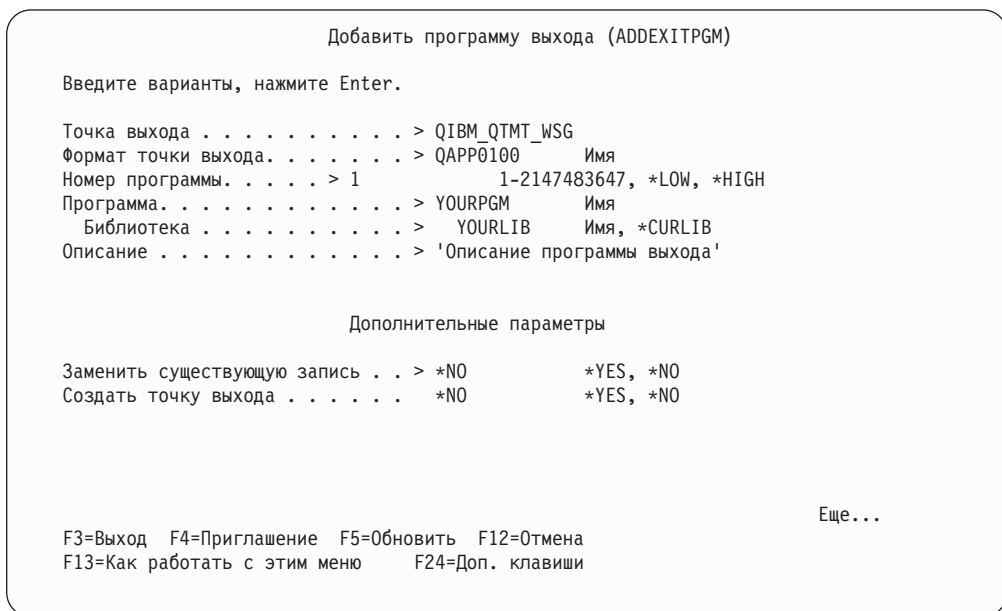 Добавить программу выхода (ADDEXITPGM)
Введите варианты, нажмите Enter.
Точка выхода . . . . . . . . . . > QIBM_QTMT_WSG
Формат точки выхода. . . . . . . > QAPP0100 Имя
Номер программы. . . . . > 1 1-2147483647, *LOW, *HIGH
Программа. . . . . . . . . . . . > YOURPGM Имя
Библиотека . . . . . . . . . . > YOURLIB Имя, *CURLIB
Описание . . . . . . . . . . . . > 'Описание программы выхода'
Дополнительные параметры
Заменить существующую запись . . > *NO *YES, *NO
Создать точку выхода . . . . . . *NO *YES, *NO
Еще...
F3=Выход F4=Приглашение F5=Обновить F12=Отмена
F13=Как работать с этим меню F24=Доп. клавиши